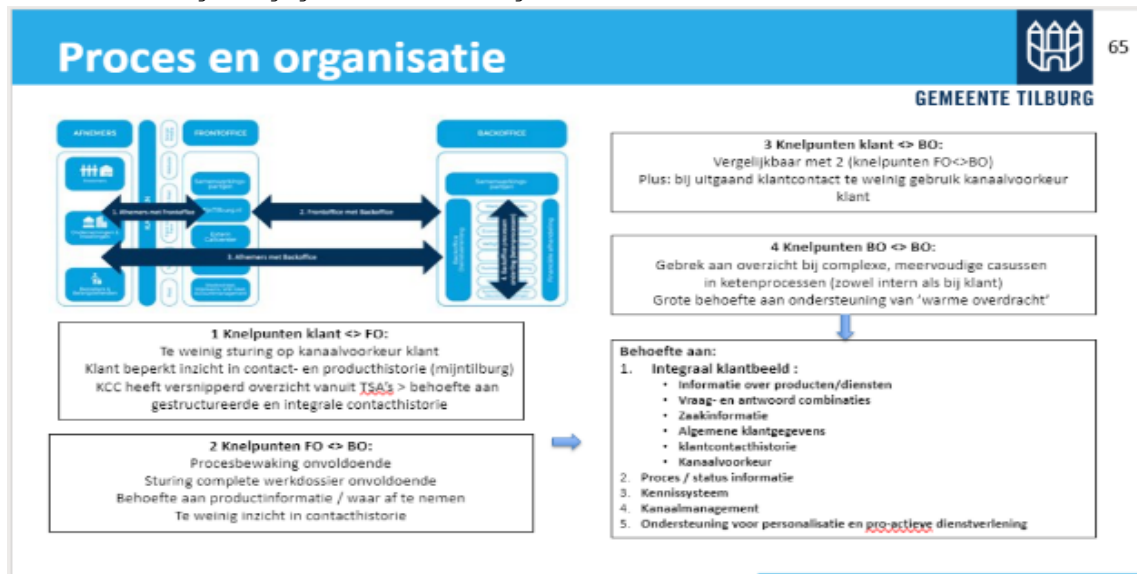 Proces en organisatie
65
GEMEENTE TILBURG
AFNEMERS
FRONTOFFICE
BACKOFFICE
Samenwerkings
partijen
Samenwerkings
partijen
1. Afnemers met Frontoffice
2. Frontoffice met Backoffice
Extern
Callcenter
3. Afnemers met Backoffice
1 Knelpunten klant <> FO:
Te weinig sturing op kanaalvoorkeur klant
Klant beperkt inzicht in contact- en producthistorie (mijntilburg)
KCC heeft versnipperd overzicht vanuit TSA's > behoefte aan
gestructureerde en integrale contacthistorie
2 Knelpunten FO <> BO:
Procesbewaking onvoldoende
Sturing complete werkdossier onvoldoende
Behoefte aan productinformatie / waar af te nemen
Te weinig inzicht in contacthistorie
3 Knelpunten klant <> BO:
Vergelijkbaar met 2 (knelpunten FO<>BO)
Plus: bij uitgaand klantcontact te weinig gebruik kanaalvoorkeur
klant
4 Knelpunten BO <> BO:
Gebrek aan overzicht bij complexe, meervoudige casussen
in ketenprocessen (zowel intern als bij klant)
Grote behoefte aan ondersteuning van 'warme overdracht'
Behoefte aan:
1. Integraal klantbeeld :
• Informatie over producten/diensten
• Vraag- en antwoord combinaties
• Zaakinformatie
• Algemene klantgegevens
• klantcontacthistorie
• Kanaalvoorkeur
2. Proces / status informatie
3. Kennissysteem
4. Kanaalmanagement
5. Ondersteuning voor personalisatie en pro-actieve dienstverlening